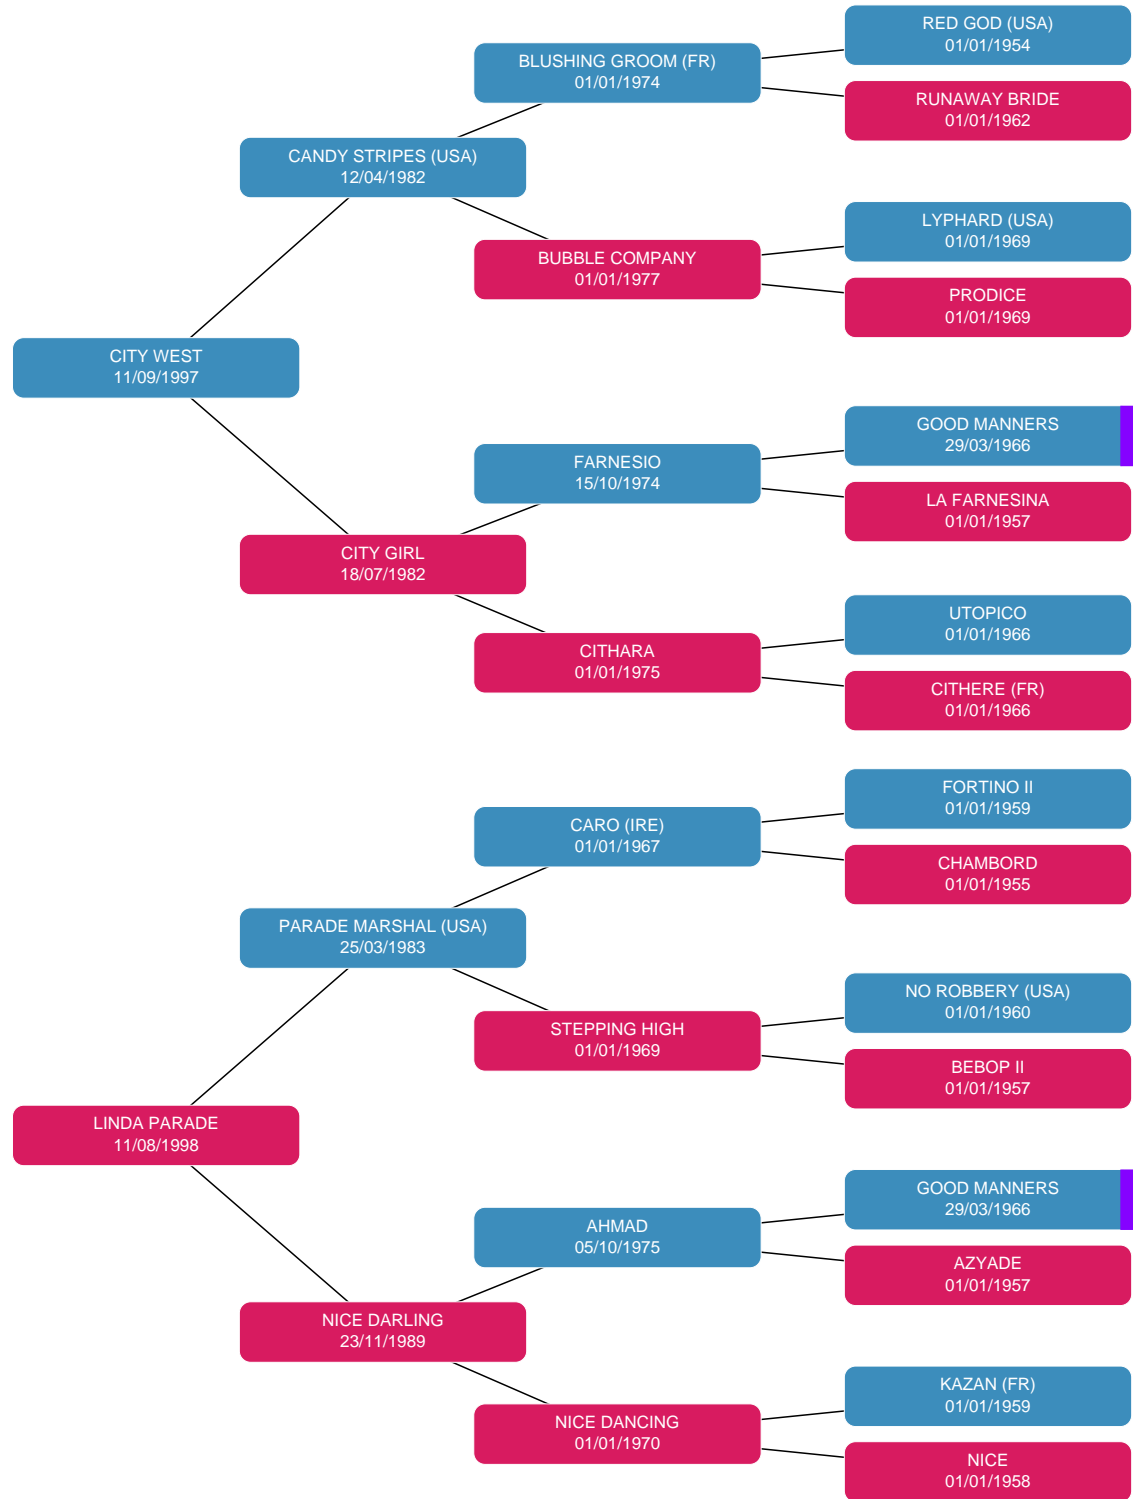 RED GOD (USA)
01/01/1954
BLUSHING GROOM (FR)
01/01/1974
RUNAWAY BRIDE
01/01/1962
CANDY STRIPES (USA)
12/04/1982
LYPHARD (USA)
01/01/1969
BUBBLE COMPANY
01/01/1977
PRODICE
01/01/1969
CITY WEST
11/09/1997
GOOD MANNERS
29/03/1966
FARNESIO
15/10/1974
LA FARNESINA
01/01/1957
CITY GIRL
18/07/1982
UTOPICO
01/01/1966
CITHARA
01/01/1975
CITHERE (FR)
01/01/1966
FORTINO II
01/01/1959
CARO (IRE)
01/01/1967
CHAMBORD
01/01/1955
PARADE MARSHAL (USA)
25/03/1983
NO ROBBERY (USA)
01/01/1960
STEPPING HIGH
01/01/1969
BEBOP II
01/01/1957
LINDA PARADE
11/08/1998
GOOD MANNERS
29/03/1966
AHMAD
05/10/1975
AZYADE
01/01/1957
NICE DARLING
23/11/1989
KAZAN (FR)
01/01/1959
NICE DANCING
01/01/1970
NICE
01/01/1958